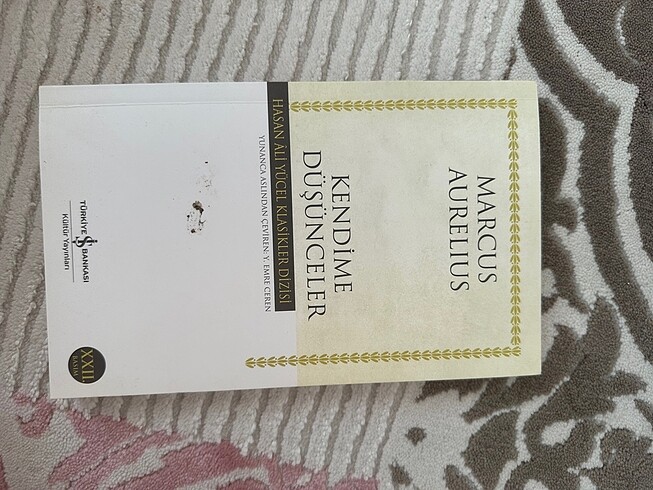 MARCUS
AURELIUS
KENDİME
DÜŞÜNCELER
HASAN ÂLİ YÜCEL KLASİKLER DİZİSİ
YUNANCA ASLINDAN ÇEVİREN: Y. EMRE CEREN
TÜRKİYE İŞ BANKASI
Kültür Yayınları
XXII.
BASIM